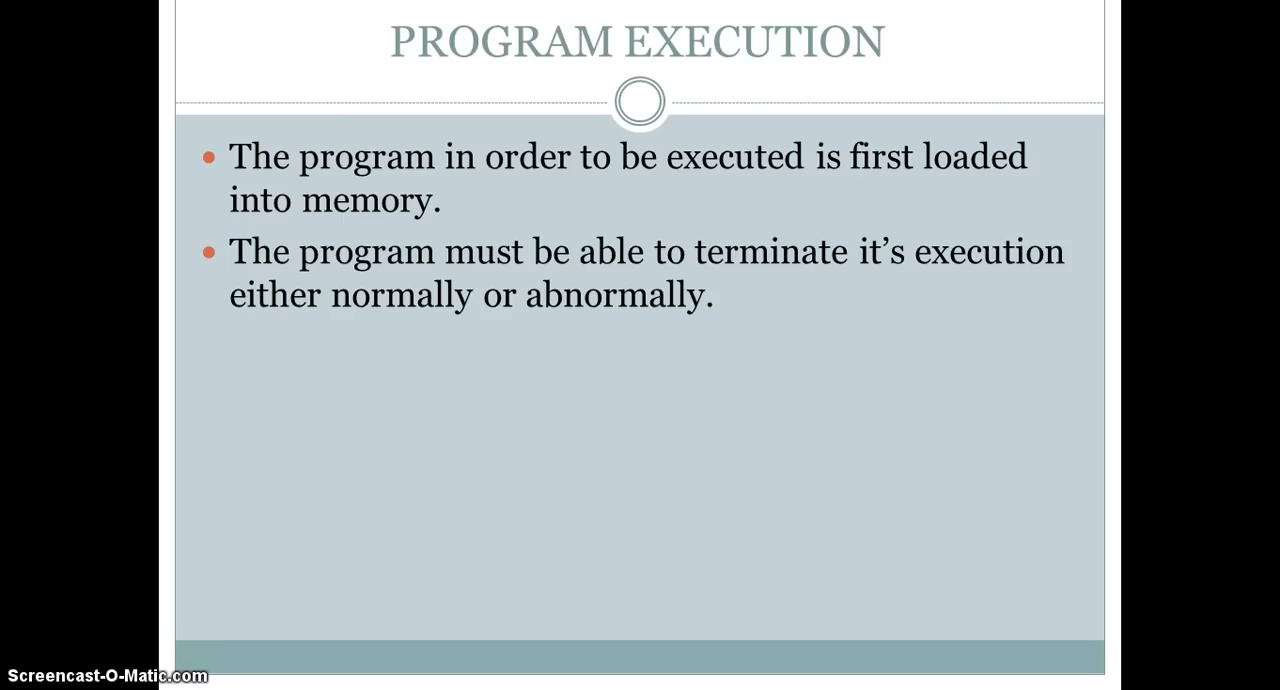 PROGRAM EXECUTION
• The program in order to be executed is first loaded
into memory.
• The program must be able to terminate it’s execution
either normally or abnormally.
Screencast-O-Matic.com